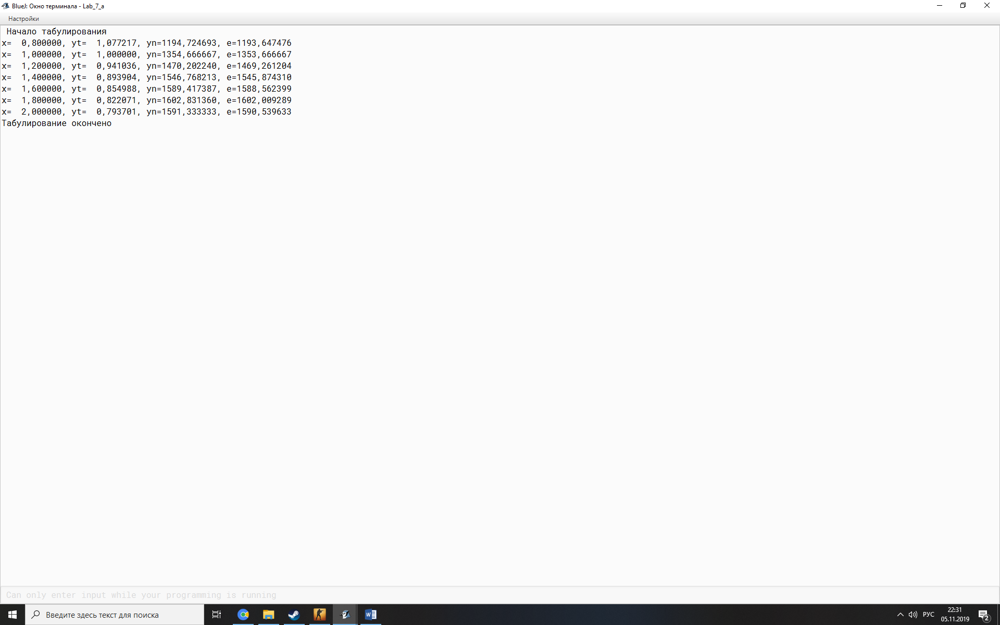 BlueJ: Окно терминала - Lab_7_a
Настройки
Начало табулирования
x=  0,800000, yt=  1,077217, yn=1194,724693, e=1193,647476
x=  1,000000, yt=  1,000000, yn=1354,666667, e=1353,666667
x=  1,200000, yt=  0,941036, yn=1470,202240, e=1469,261204
x=  1,400000, yt=  0,893904, yn=1546,768213, e=1545,874310
x=  1,600000, yt=  0,854988, yn=1589,417387, e=1588,562399
x=  1,800000, yt=  0,822071, yn=1602,831360, e=1602,009289
x=  2,000000, yt=  0,793701, yn=1591,333333, e=1590,539633
Табулирование окончено
Can only enter input while your programming is running
Введите здесь текст для поиска
РУС
22:31
05.11.2019
2